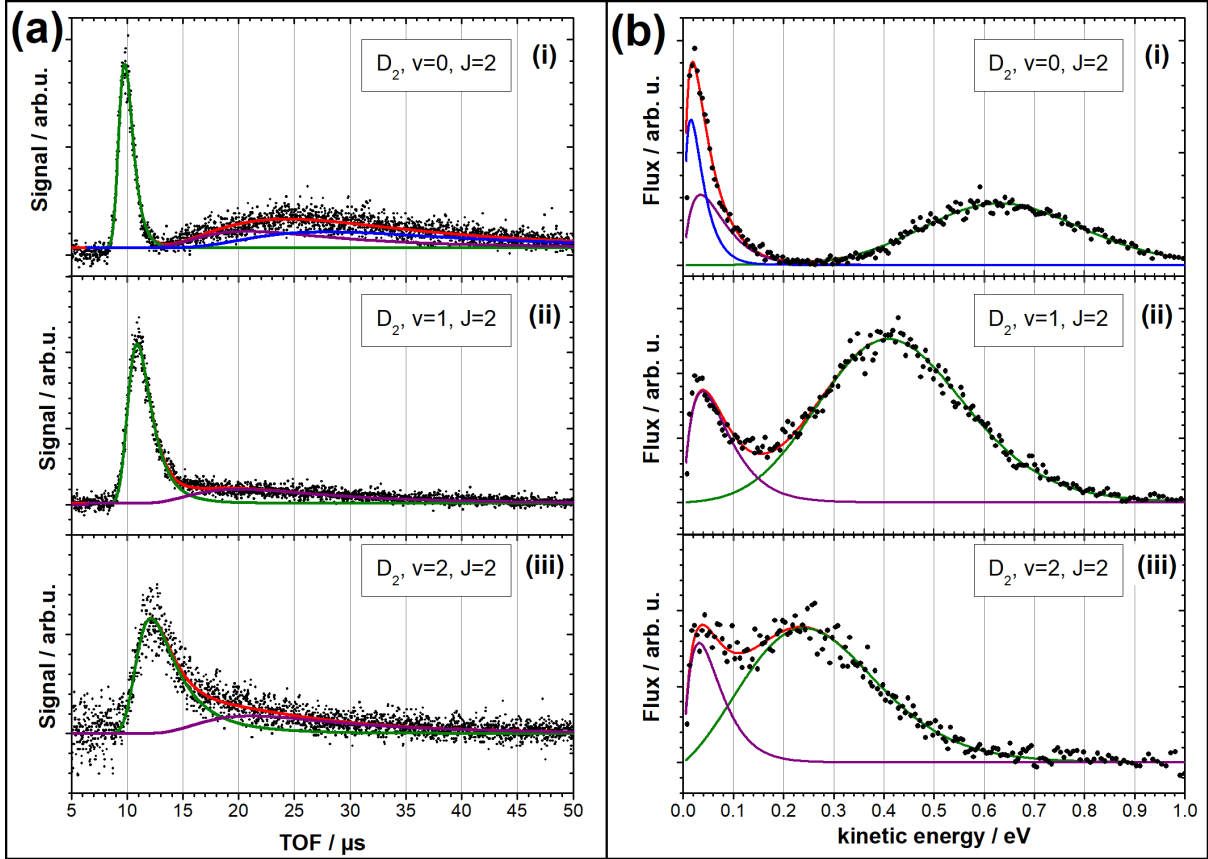 (a)
(i)
D₂, v=0, J=2
Signal / arb.u.
(ii)
D₂, v=1, J=2
Signal / arb.u.
(iii)
D₂, v=2, J=2
Signal / arb.u.
5 10 15 20 25 30 35 40 45 50
TOF / µs
(b)
(i)
D₂, v=0, J=2
Flux / arb. u.
(ii)
D₂, v=1, J=2
Flux / arb. u.
(iii)
D₂, v=2, J=2
Flux / arb. u.
0.0 0.1 0.2 0.3 0.4 0.5 0.6 0.7 0.8 0.9 1.0
kinetic energy / eV